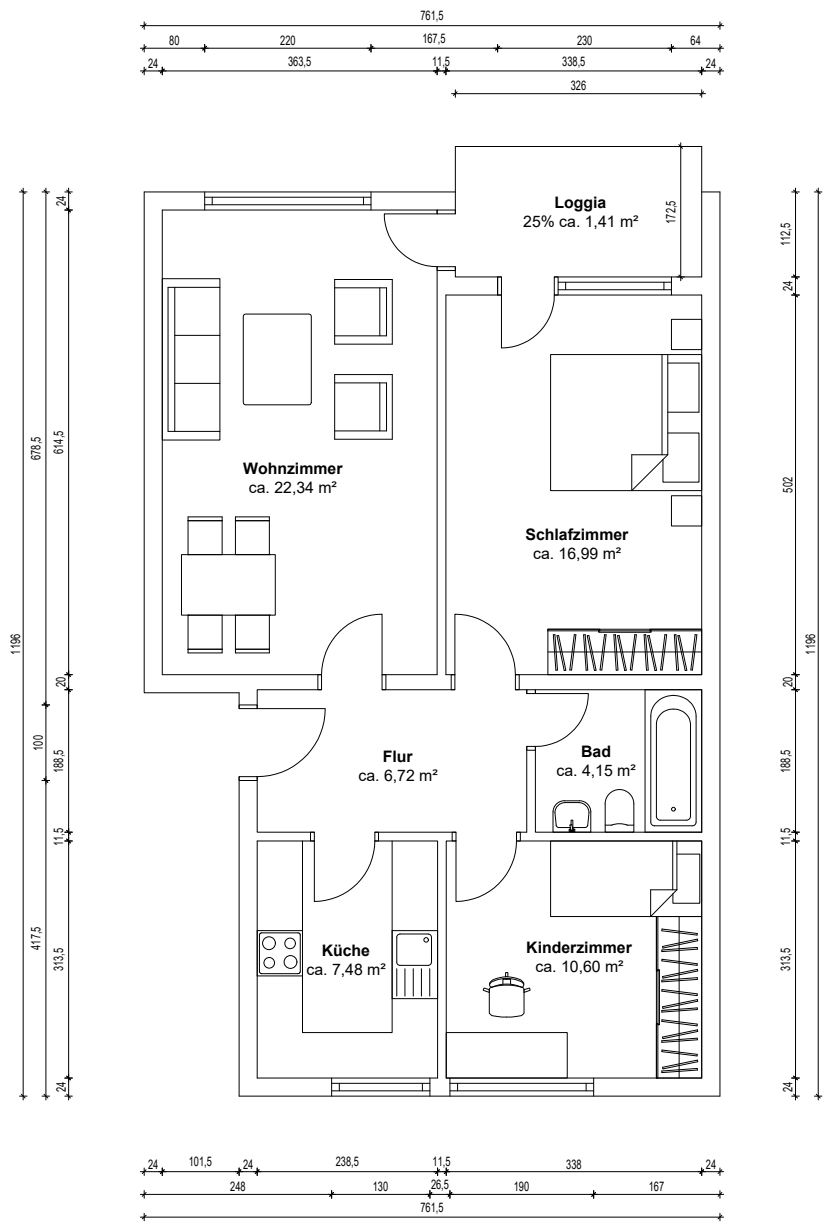 761,5
80 220 167,5 230 64
24 363,5 11,5 338,5 24
326
Loggia
25% ca. 1,41 m²
172,5
24
112,5
24
678,5
614,5
502
1196
1196
Wohnzimmer
ca. 22,34 m²
Schlafzimmer
ca. 16,99 m²
20
20
100
188,5
188,5
Flur
ca. 6,72 m²
Bad
ca. 4,15 m²
11,5
11,5
417,5
313,5
313,5
Küche
ca. 7,48 m²
Kinderzimmer
ca. 10,60 m²
24
24
24 101,5 24 238,5 11,5 338 24
248 130 26,5 190 167
761,5